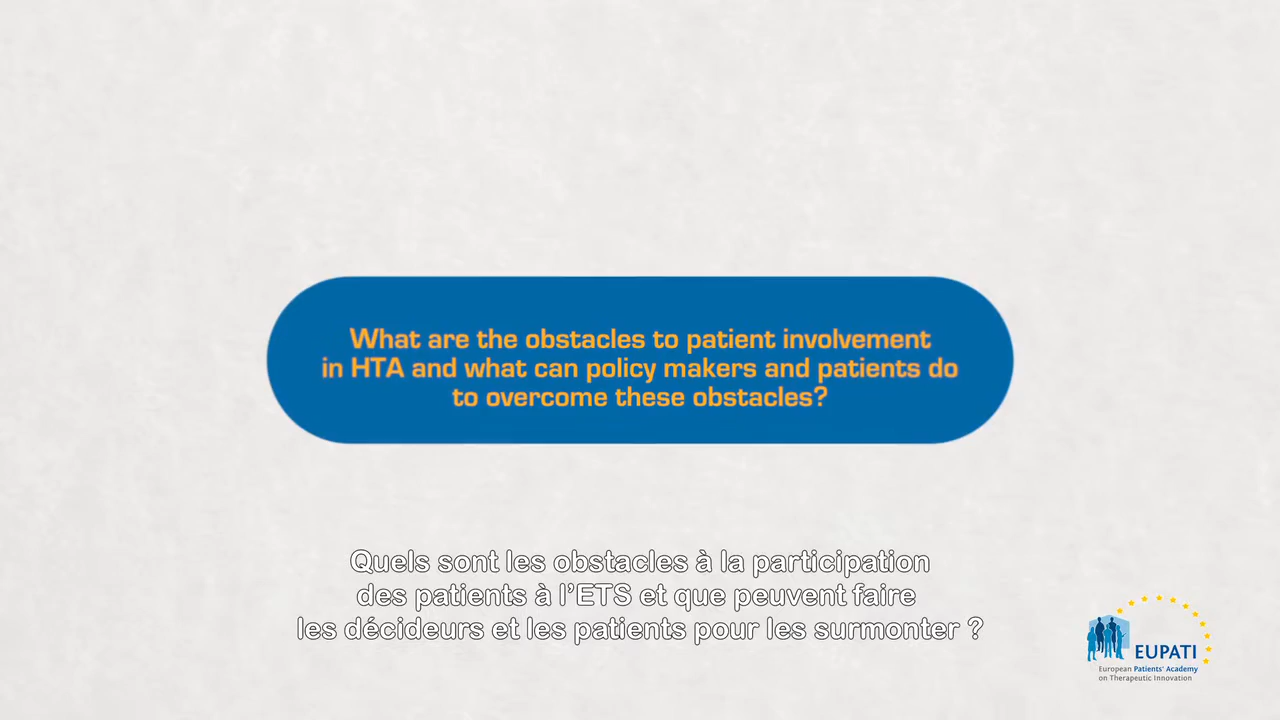 What are the obstacles to patient involvement
in HTA and what can policy makers and patients do
to overcome these obstacles?
Quels sont les obstacles à la participation
des patients à l’ETS et que peuvent faire
les décideurs et les patients pour les surmonter ?
EUPATI
European Patients' Academy
on Therapeutic Innovation